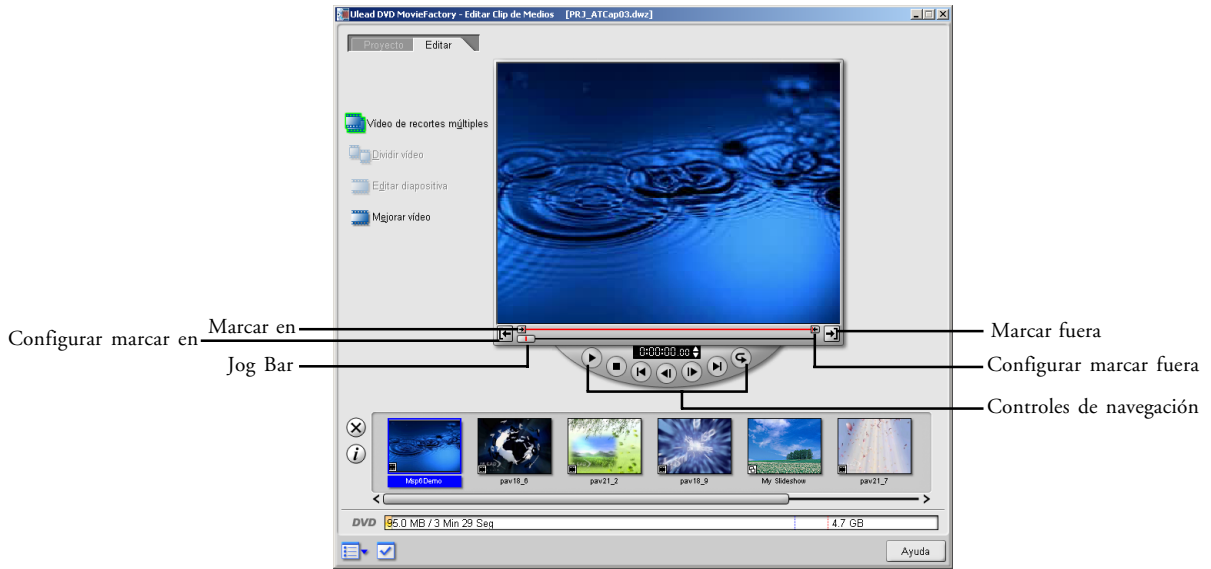 Ulead DVD MovieFactory - Editar Clip de Medios [PRJ_ATCap03.dwz]
Proyecto Editar
Vídeo de recortes múltiples
Dividir vídeo
Editar diapositiva
Mejorar vídeo
Marcar en
Configurar marcar en
Jog Bar
Marcar fuera
Configurar marcar fuera
Controles de navegación
0:00:00.00
Msp6Demo
pav18_6
pav21_2
pav18_9
My Slideshow
pav21_7
DVD 95.0 MB / 3 Min 29 Seg 4.7 GB
Ayuda